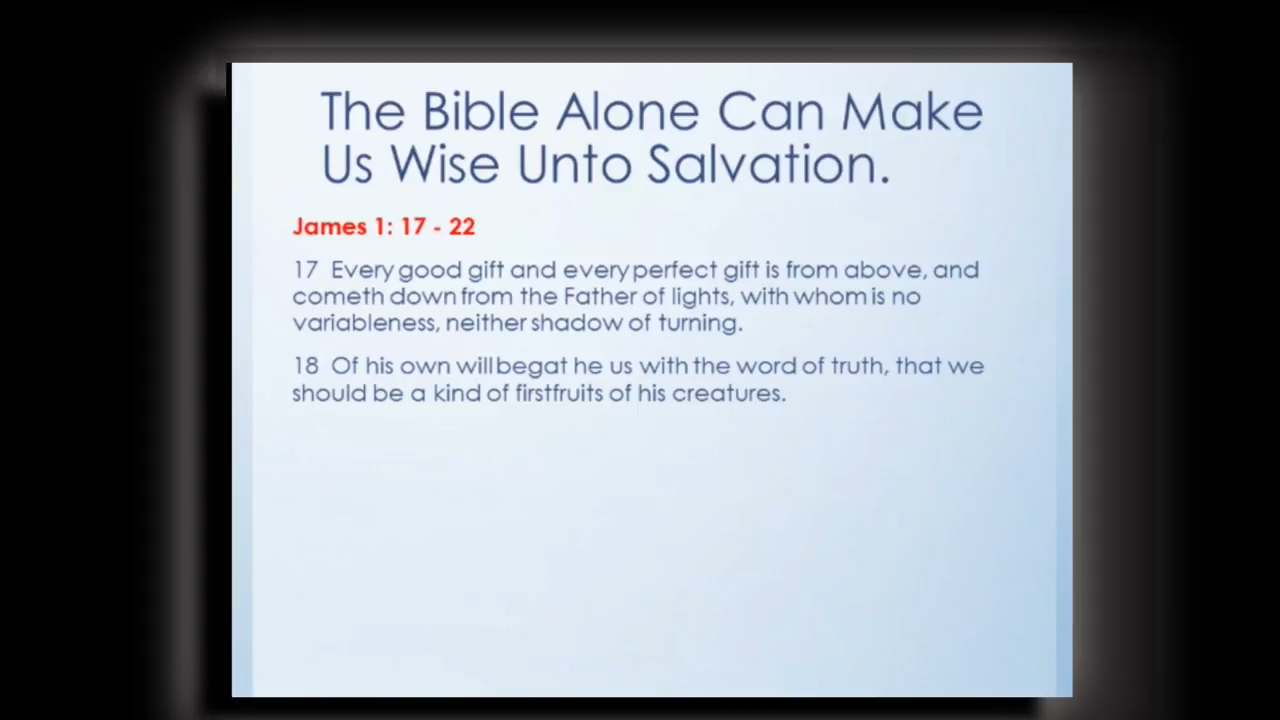 The Bible Alone Can Make
Us Wise Unto Salvation.
James 1: 17 - 22
17 Every good gift and every perfect gift is from above, and
cometh down from the Father of lights, with whom is no
variableness, neither shadow of turning.
18 Of his own will begat he us with the word of truth, that we
should be a kind of firstfruits of his creatures.